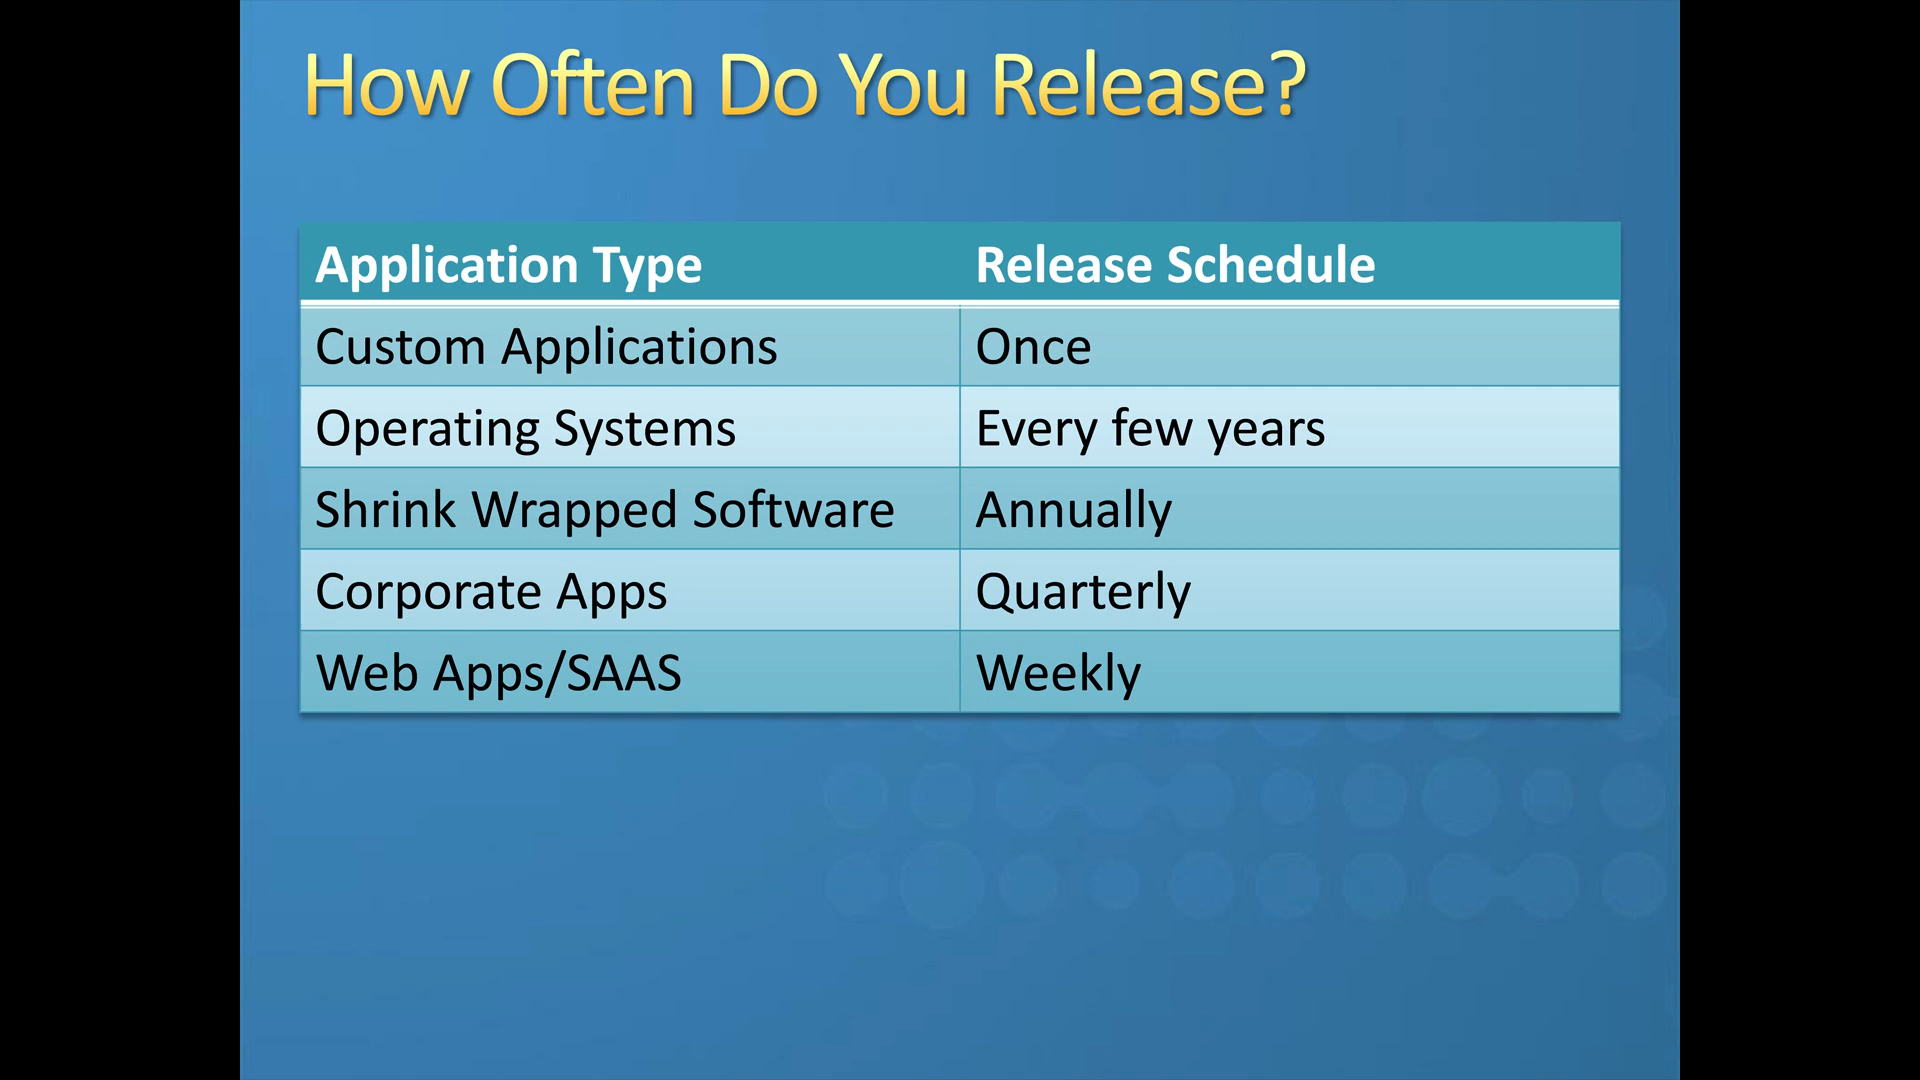 How Often Do You Release?
Application Type Release Schedule
Custom Applications Once
Operating Systems Every few years
Shrink Wrapped Software Annually
Corporate Apps Quarterly
Web Apps/SAAS Weekly